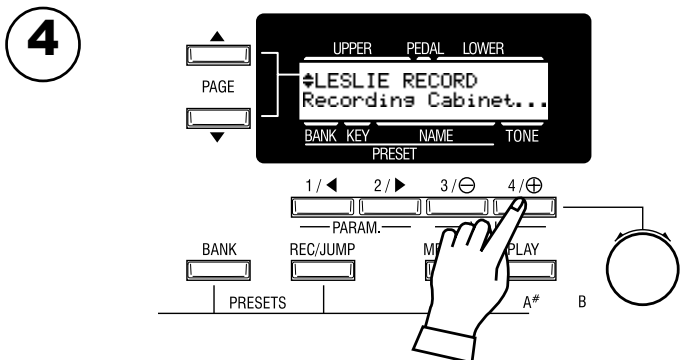 4
UPPER PEDAL LOWER
PAGE
LESLIE RECORD
Recording Cabinet...
BANK KEY NAME TONE
PRESET
1/ 2/ 3/⊖ 4/⊕
PARAM.
BANK REC/JUMP PLAY
PRESETS A# B